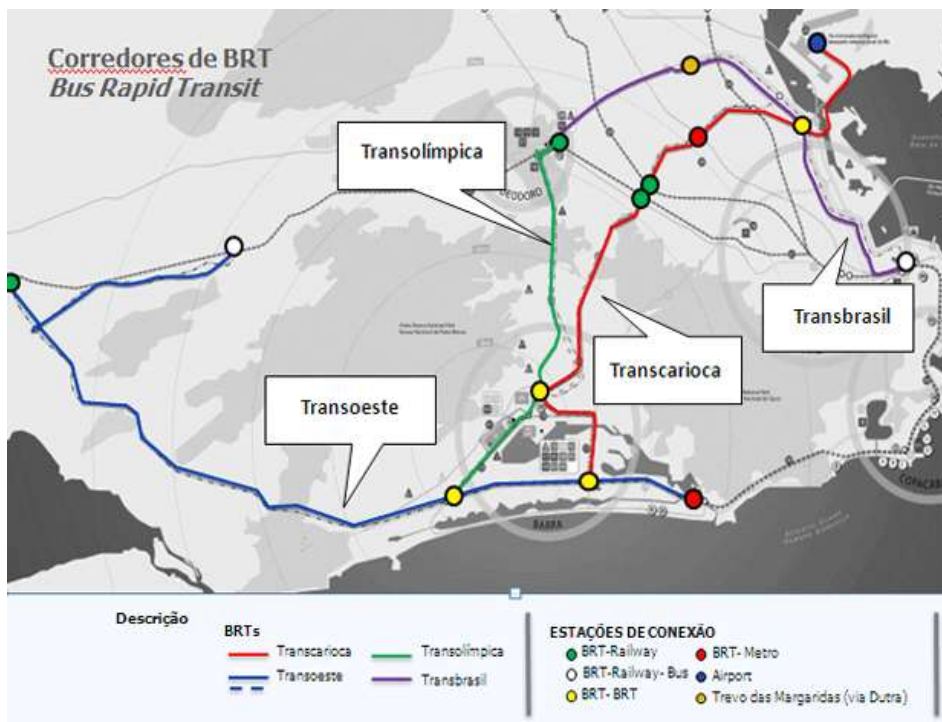 Corredores de BRT
Bus Rapid Transit
Transolímpica
DEODORO
Transbrasil
Transcarioca
Transoeste
BARRA
Descrição
BRTs
Transcarioca
Transolímpica
Transoeste
Transbrasil
ESTAÇÕES DE CONEXÃO
BRT-Railway
BRT- Metro
BRT-Railway- Bus
Airport
BRT- BRT
Trevo das Margaridas (via Dutra)